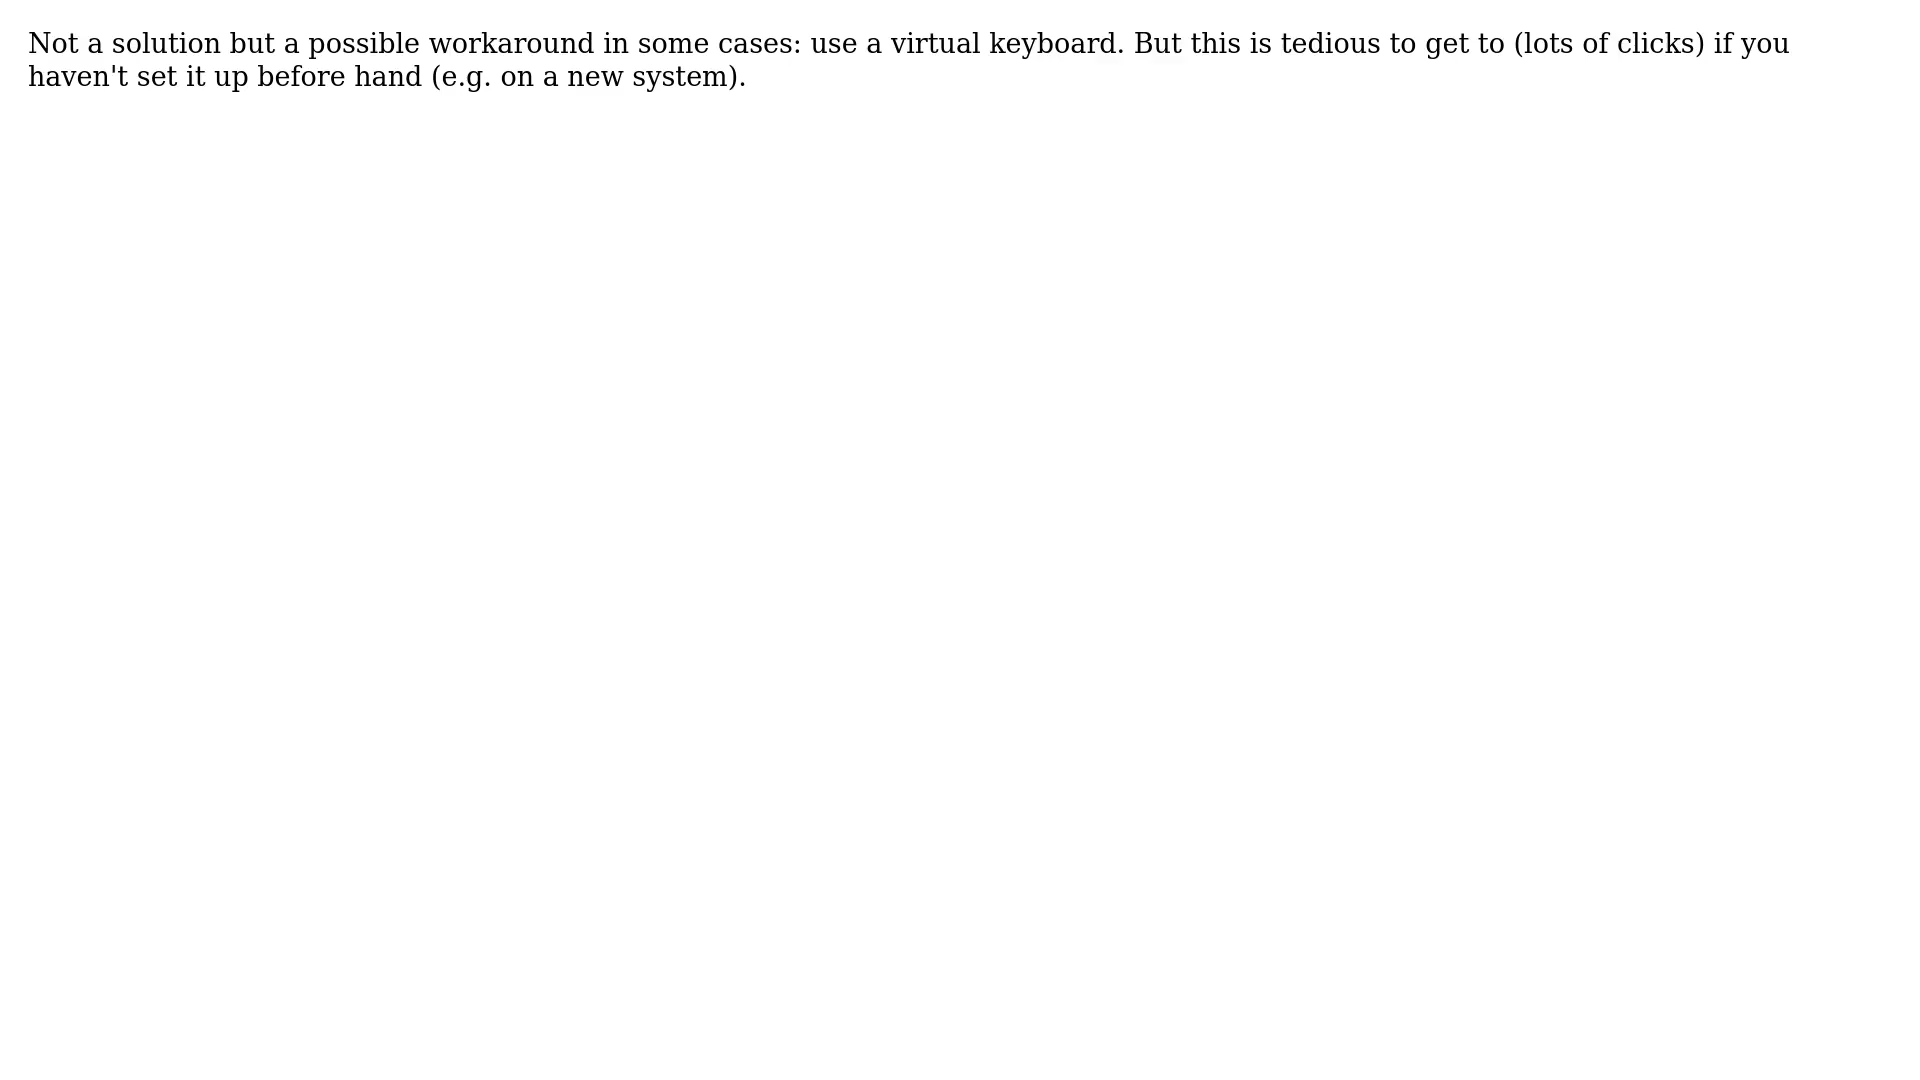 Not a solution but a possible workaround in some cases: use a virtual keyboard. But this is tedious to get to (lots of clicks) if you
haven't set it up before hand (e.g. on a new system).